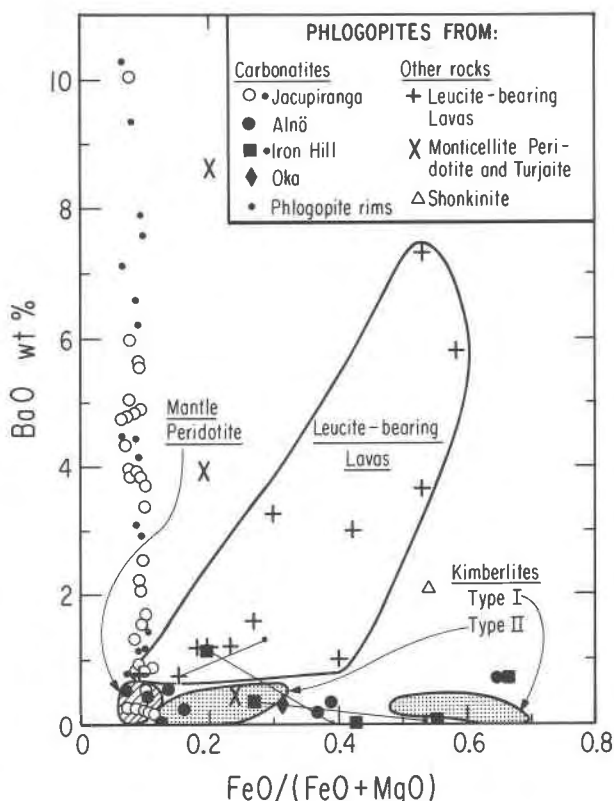 PHLOGOPITES FROM:
Carbonatites
Jacupiranga
Alnö
Iron Hill
Oka
Phlogopite rims
Other rocks
Leucite-bearing
Lavas
Monticellite Peri-
dotite and Turjaite
Shonkinite
10
8
6
4
2
0
BaO wt %
Mantle
Peridotite
Leucite-bearing
Lavas
Kimberlites
Type I
Type II
0.2
0.4
0.6
0.8
FeO/(FeO+MgO)